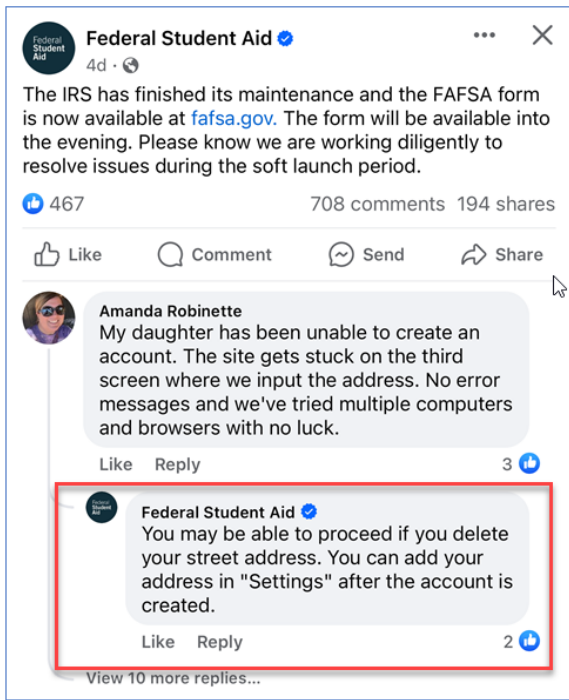 Federal Student Aid
Federal Student Aid
4d ·
The IRS has finished its maintenance and the FAFSA form
is now available at fafsa.gov. The form will be available into
the evening. Please know we are working diligently to
resolve issues during the soft launch period.
467
708 comments 194 shares
Like Comment Send Share
Amanda Robinette
My daughter has been unable to create an
account. The site gets stuck on the third
screen where we input the address. No error
messages and we've tried multiple computers
and browsers with no luck.
Like Reply 3
Federal Student Aid
Federal Student Aid
You may be able to proceed if you delete
your street address. You can add your
address in "Settings" after the account is
created.
Like Reply 2
View 10 more replies...